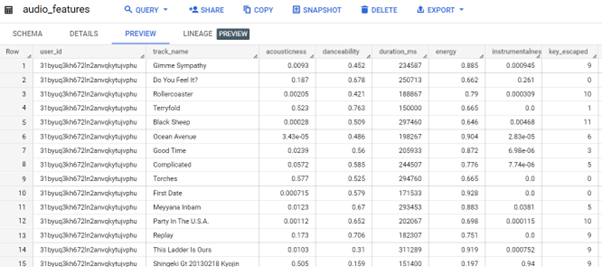 audio_features QUERY SHARE COPY SNAPSHOT DELETE EXPORT
SCHEMA DETAILS PREVIEW LINEAGE PREVIEW
Row user_id track_name acousticness danceability duration_ms energy instrumentalnes key_escaped
1 31byuq3kh672ln2anvqkytujvphu Gimme Sympathy 0.0093 0.452 234587 0.885 0.000945 9
2 31byuq3kh672ln2anvqkytujvphu Do You Feel It? 0.187 0.678 250713 0.662 0.261 0
3 31byuq3kh672ln2anvqkytujvphu Rollercoaster 0.00205 0.421 188867 0.79 0.000309 10
4 31byuq3kh672ln2anvqkytujvphu Terryfold 0.523 0.763 150000 0.665 0.0 1
5 31byuq3kh672ln2anvqkytujvphu Black Sheep 0.00028 0.509 297460 0.646 0.00468 11
6 31byuq3kh672ln2anvqkytujvphu Ocean Avenue 3.43e-05 0.486 198267 0.904 2.83e-05 6
7 31byuq3kh672ln2anvqkytujvphu Good Time 0.0239 0.56 205933 0.872 6.98e-06 3
8 31byuq3kh672ln2anvqkytujvphu Complicated 0.0572 0.585 244507 0.776 7.74e-06 5
9 31byuq3kh672ln2anvqkytujvphu Torches 0.577 0.525 294760 0.665 0.0 0
10 31byuq3kh672ln2anvqkytujvphu First Date 0.000715 0.579 171533 0.928 0.0 0
11 31byuq3kh672ln2anvqkytujvphu Meyyana Inbam 0.0123 0.67 293453 0.883 0.0381 5
12 31byuq3kh672ln2anvqkytujvphu Party In The U.S.A. 0.00112 0.652 202067 0.698 0.000115 10
13 31byuq3kh672ln2anvqkytujvphu Replay 0.173 0.706 182307 0.751 0.0 9
14 31byuq3kh672ln2anvqkytujvphu This Ladder Is Ours 0.0103 0.31 311289 0.919 0.000752 9
15 31byuq3kh672ln2anvqkytujvphu Shingeki Gt 20130218 Kyojin 0.505 0.159 151400 0.197 0.94 9